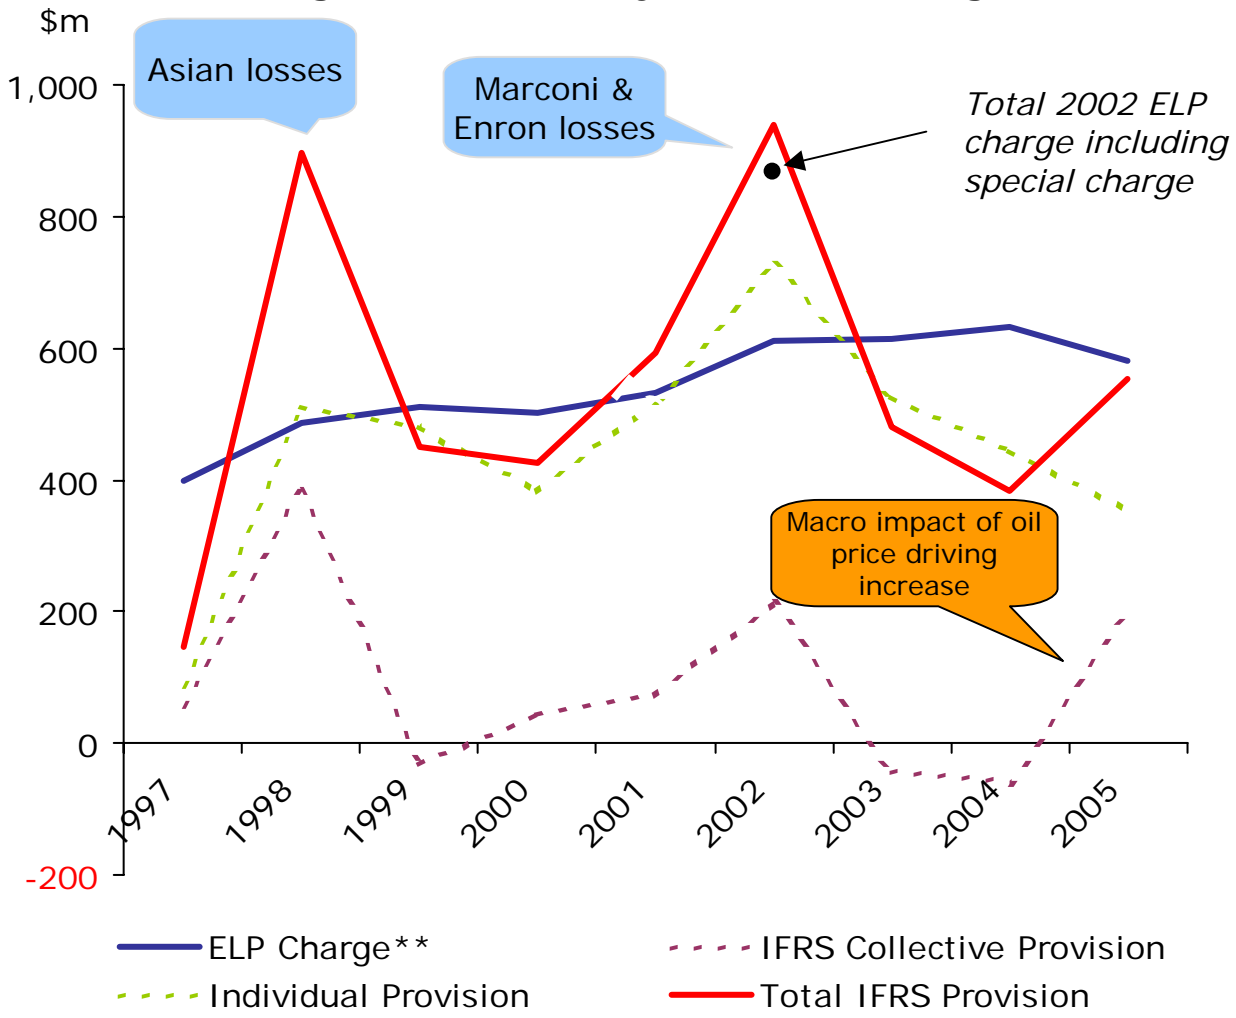 $m
Asian losses
Marconi &
Enron losses
Total 2002 ELP
charge including
special charge
1,000
800
600
400
200
0
-200
Macro impact of oil
price driving
increase
1997
1998
1999
2000
2001
2002
2003
2004
2005
ELP Charge**
IFRS Collective Provision
Individual Provision
Total IFRS Provision